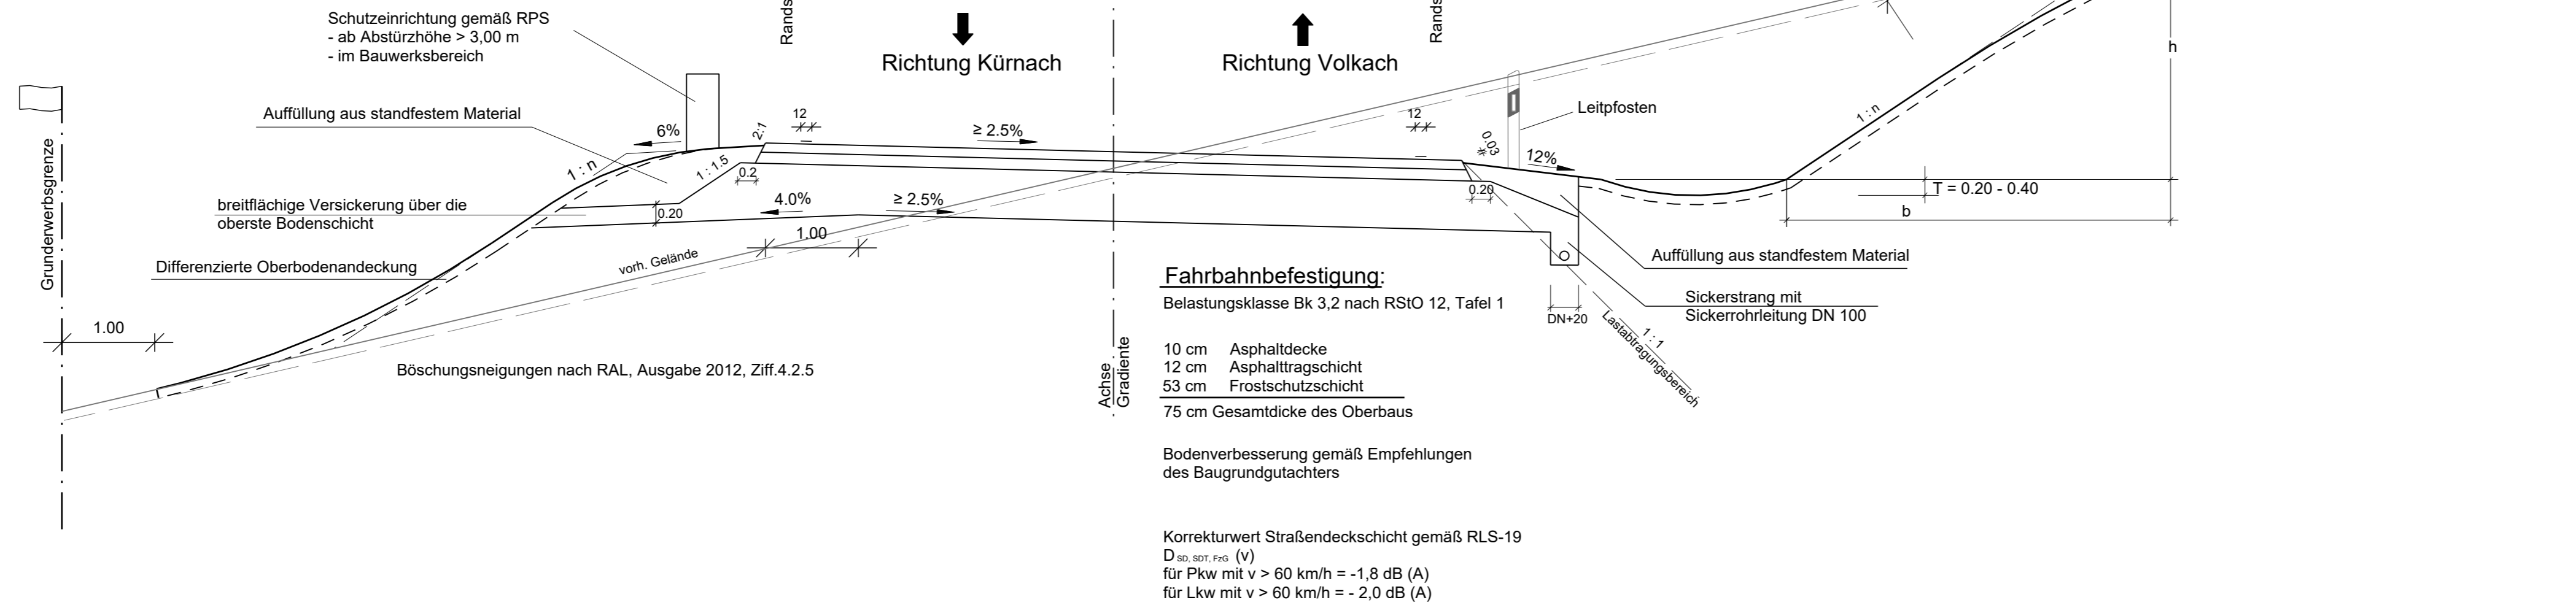 Schutzeinrichtung gemäß RPS
- ab Abstürzhöhe > 3,00 m
- im Bauwerksbereich
Rands
Richtung Kürnach
Richtung Volkach
Rands
h
Auffüllung aus standfestem Material
6%
2:1
12
≥ 2.5%
12
0.03
Leitpfosten
1 : n
12%
1 : n
1 : 1.5
0.2
0.20
T = 0.20 - 0.40
b
Grunderwerbsgrenze
breitflächige Versickerung über die
oberste Bodenschicht
0.20
4.0%
≥ 2.5%
1.00
vorh. Gelände
Differenzierte Oberbodenandeckung
Auffüllung aus standfestem Material
Sickerstrang mit
Sickerrohrleitung DN 100
DN+20
1 : 1
Lastabtragungsbereich
1.00
Böschungsneigungen nach RAL, Ausgabe 2012, Ziff.4.2.5
Achse
Gradiente
Fahrbahnbefestigung:
Belastungsklasse Bk 3,2 nach RStO 12, Tafel 1
10 cm Asphaltdecke
12 cm Asphalttragschicht
53 cm Frostschutzschicht
75 cm Gesamtdicke des Oberbaus
Bodenverbesserung gemäß Empfehlungen
des Baugrundgutachters
Korrekturwert Straßendeckschicht gemäß RLS-19
D SD, SDT, FzG (v)
für Pkw mit v > 60 km/h = -1,8 dB (A)
für Lkw mit v > 60 km/h = - 2,0 dB (A)